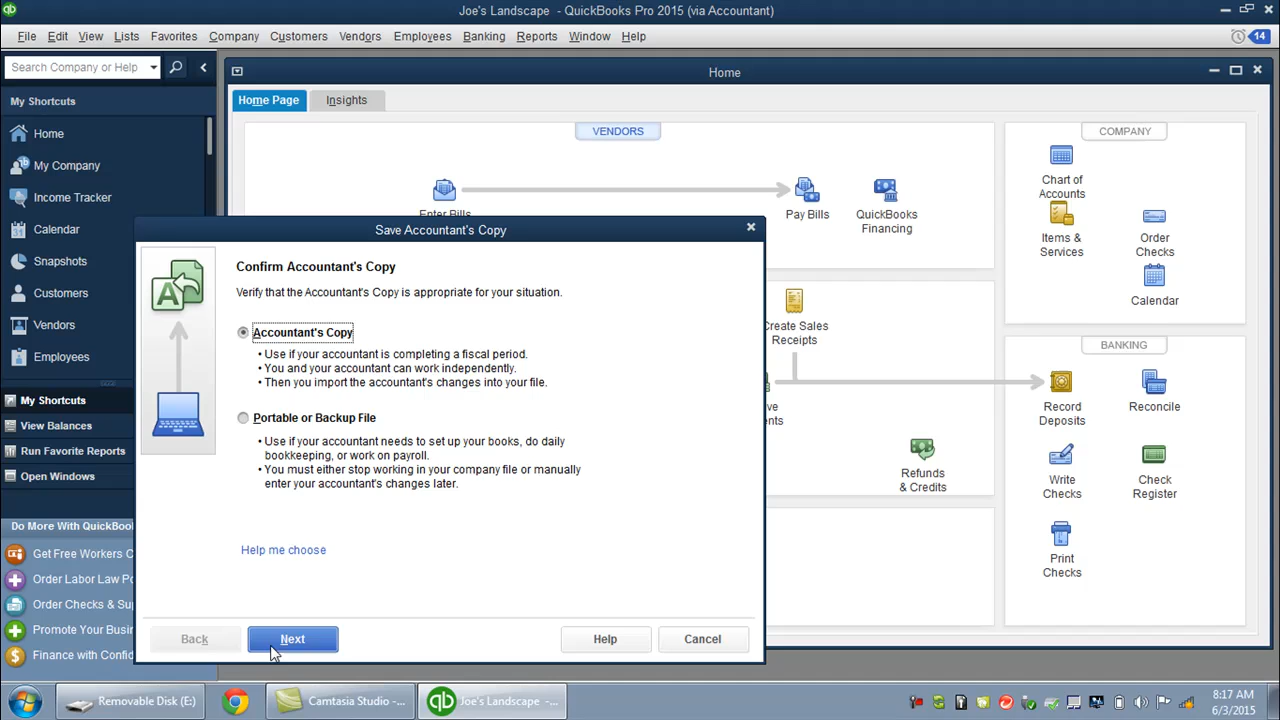 Joe's Landscape - QuickBooks Pro 2015 (via Accountant)
File Edit View Lists Favorites Company Customers Vendors Employees Banking Reports Window Help
14
Search Company or Help
Home
My Shortcuts
Home Page Insights
VENDORS
COMPANY
Home
My Company
Income Tracker
Calendar
Snapshots
Customers
Vendors
Employees
My Shortcuts
View Balances
Run Favorite Reports
Open Windows
Do More With QuickBoo
Get Free Workers C
Order Labor Law Po
Order Checks & Sup
Promote Your Busin
Finance with Confid
Enter Bills
Pay Bills
QuickBooks
Financing
Chart of
Accounts
Items &
Services
Order
Checks
Calendar
Create Sales
Receipts
BANKING
Record
Deposits
Reconcile
Refunds
& Credits
Write
Checks
Check
Register
Print
Checks
Save Accountant's Copy
Confirm Accountant's Copy
Verify that the Accountant's Copy is appropriate for your situation.
Accountant's Copy
• Use if your accountant is completing a fiscal period.
• You and your accountant can work independently.
• Then you import the accountant's changes into your file.
Portable or Backup File
• Use if your accountant needs to set up your books, do daily
bookkeeping, or work on payroll.
• You must either stop working in your company file or manually
enter your accountant's changes later.
Help me choose
Back Next Help Cancel
Removable Disk (E:)
Camtasia Studio - ...
Joe's Landscape - ...
8:17 AM
6/3/2015